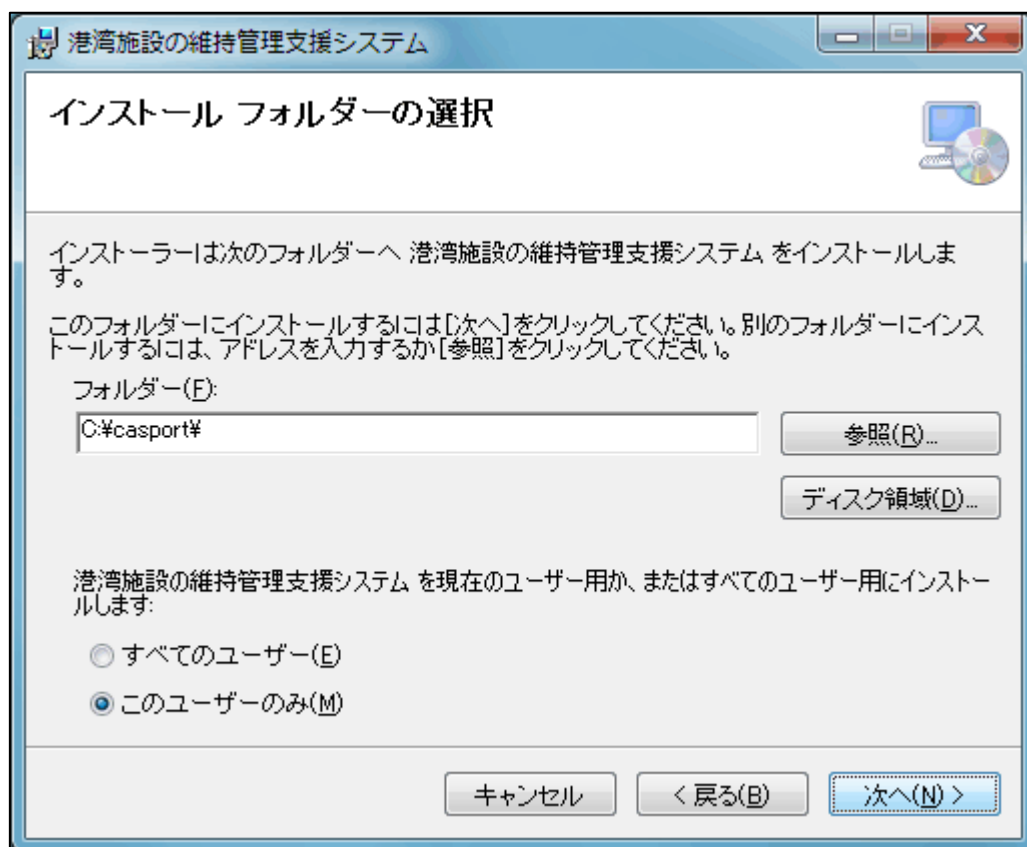 港湾施設の維持管理支援システム
インストール フォルダーの選択
インストーラーは次のフォルダーへ 港湾施設の維持管理支援システム をインストールしま
す。
このフォルダーにインストールするには[次へ]をクリックしてください。別のフォルダーにインス
トールするには、アドレスを入力するか[参照]をクリックしてください。
フォルダー(F):
C:¥casport¥
参照(R)...
ディスク領域(D)...
港湾施設の維持管理支援システム を現在のユーザー用か、またはすべてのユーザー用にインストー
ルします:
すべてのユーザー(E)
このユーザーのみ(M)
キャンセル
< 戻る(B)
次へ(N) >